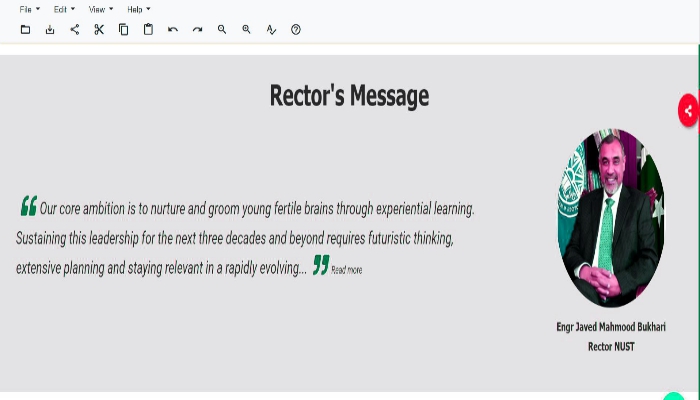 File Edit View Help
Rector's Message
“ Our core ambition is to nurture and groom young fertile brains through experiential learning.
Sustaining this leadership for the next three decades and beyond requires futuristic thinking,
extensive planning and staying relevant in a rapidly evolving... ” Read more
Engr Javed Mahmood Bukhari
Rector NUST